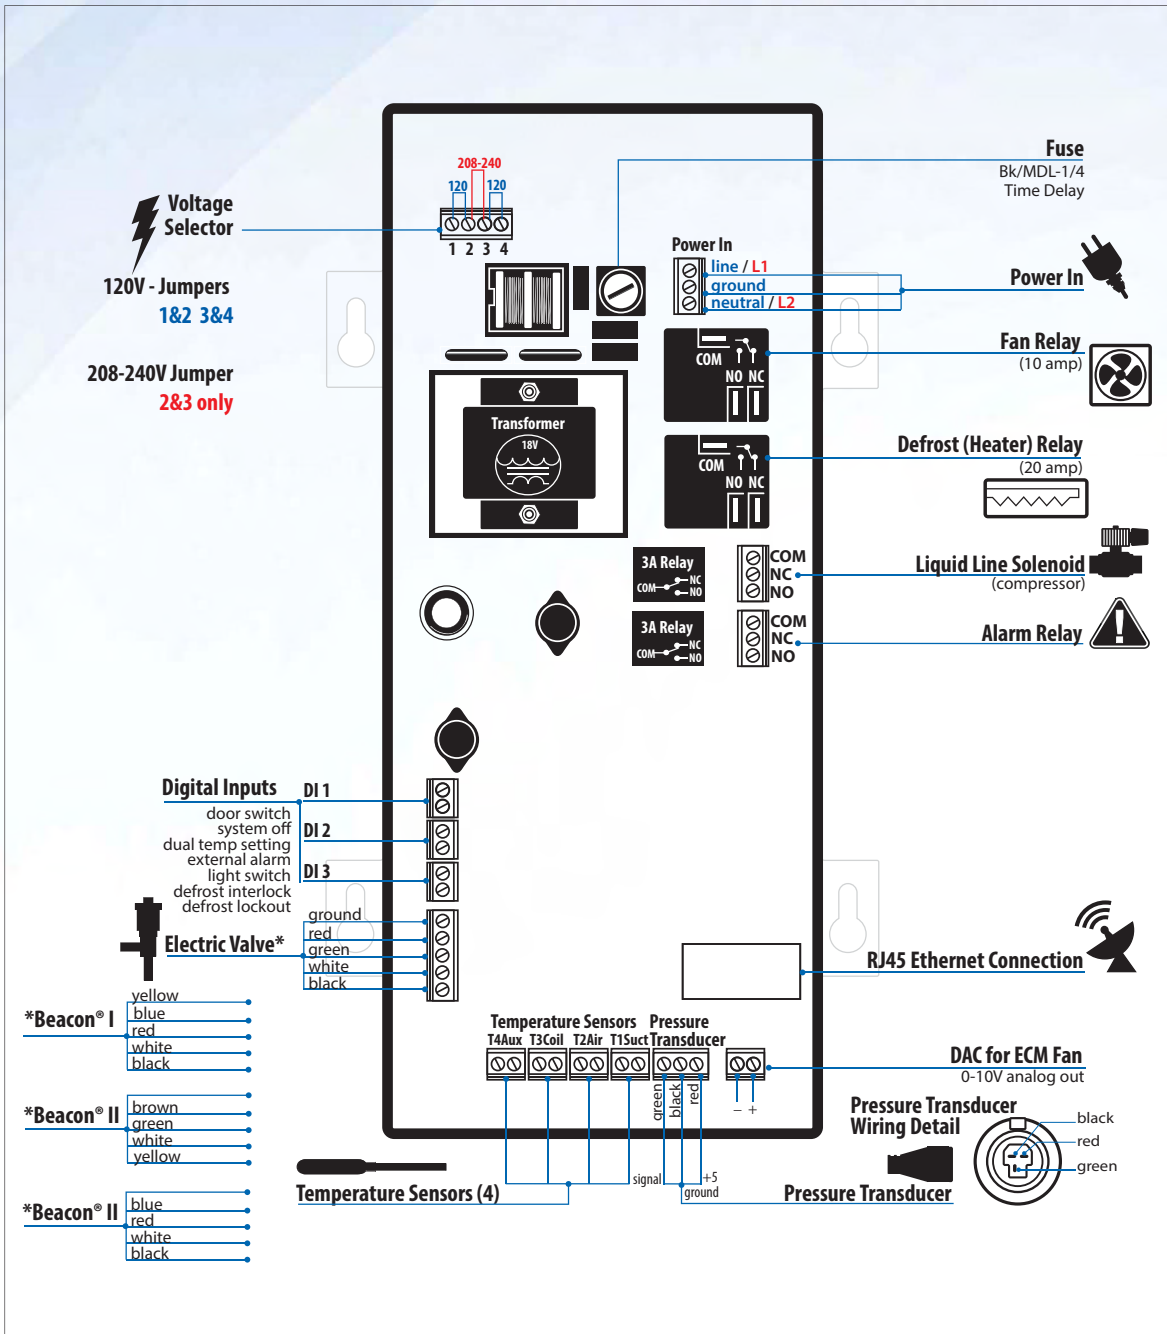 208-240
120 120
1 2 3 4
Voltage
Selector
120V - Jumpers
1&2 3&4
208-240V Jumper
2&3 only
Fuse
Bk/MDL-1/4
Time Delay
Power In
line / L1
ground
neutral / L2
Power In
COM
NO NC
Fan Relay
(10 amp)
Transformer
18V
COM
NO NC
Defrost (Heater) Relay
(20 amp)
3A Relay
COM NC
NO
COM
NC
NO
Liquid Line Solenoid
(compressor)
3A Relay
COM NC
NO
COM
NC
NO
Alarm Relay
Digital Inputs
DI 1
DI 2
DI 3
door switch
system off
dual temp setting
external alarm
light switch
defrost interlock
defrost lockout
Electric Valve*
ground
red
green
white
black
*Beacon® I
yellow
blue
red
white
black
*Beacon® II
brown
green
white
yellow
*Beacon® II
blue
red
white
black
RJ45 Ethernet Connection
Temperature Sensors
T4Aux T3Coil T2Air T1Suct
Pressure
Transducer
green
black
red
– +
DAC for ECM Fan
0-10V analog out
Pressure Transducer
Wiring Detail
black
red
green
Temperature Sensors (4)
signal
+5
ground
Pressure Transducer